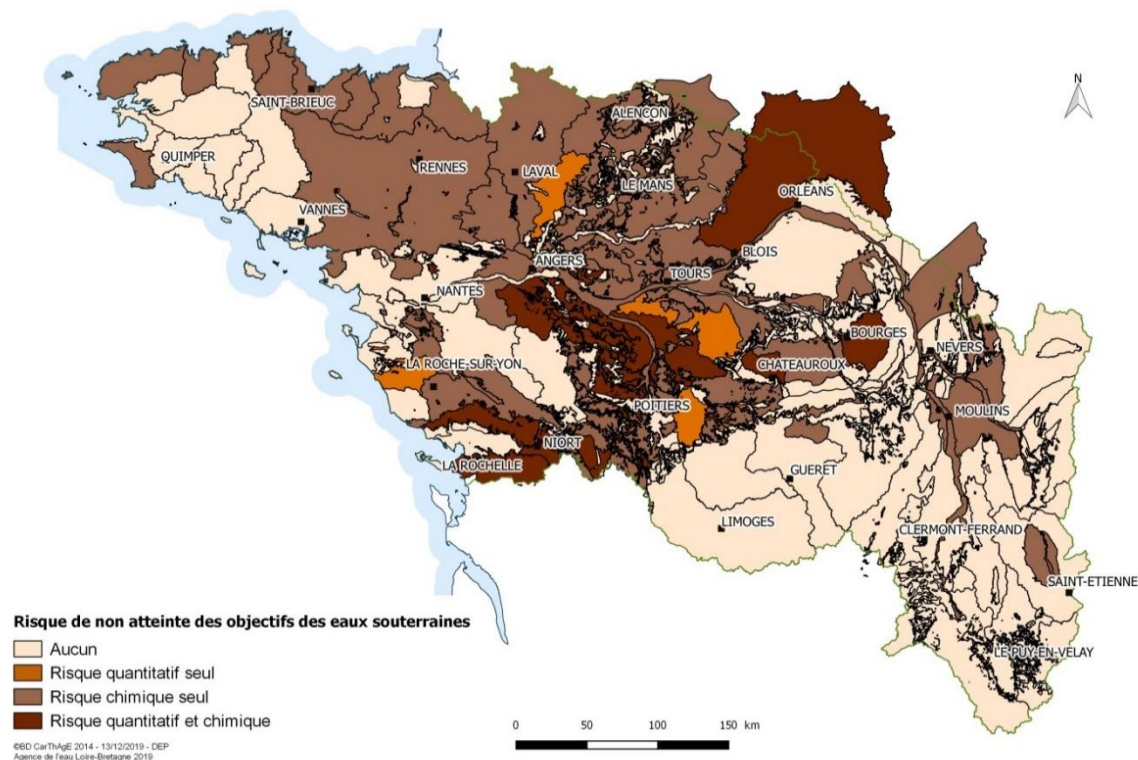 N
ALENCON
SAINT-BRIEUC
QUIMPER
RENNES
LAVAL
LE MANS
ORLEANS
VANNES
BLOIS
ANGERS
TOURS
NANTES
BOURGES
NEVERS
LA ROCHE-SUR-YON
CHATEAUROUX
MOULINS
POITIERS
NIORT
LA ROCHELLE
GUERET
LIMOGES
CLERMONT-FERRAND
SAINT-ETIENNE
LE PUY-EN-VELAY
Risque de non atteinte des objectifs des eaux souterraines
Aucun
Risque quantitatif seul
Risque chimique seul
Risque quantitatif et chimique
0 50 100 150 km
©BD CarThAgE 2014 - 13/12/2019 - DEP
Agence de l'eau Loire-Bretagne 2019